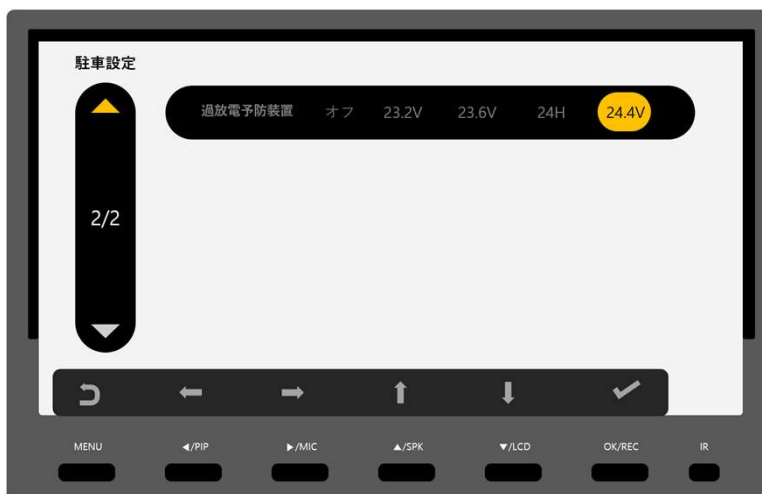 駐車設定
過放電予防装置 オフ 23.2V 23.6V 24H 24.4V
2/2
MENU ◀/PIP ▶/MIC ▲/SPK ▼/LCD OK/REC IR